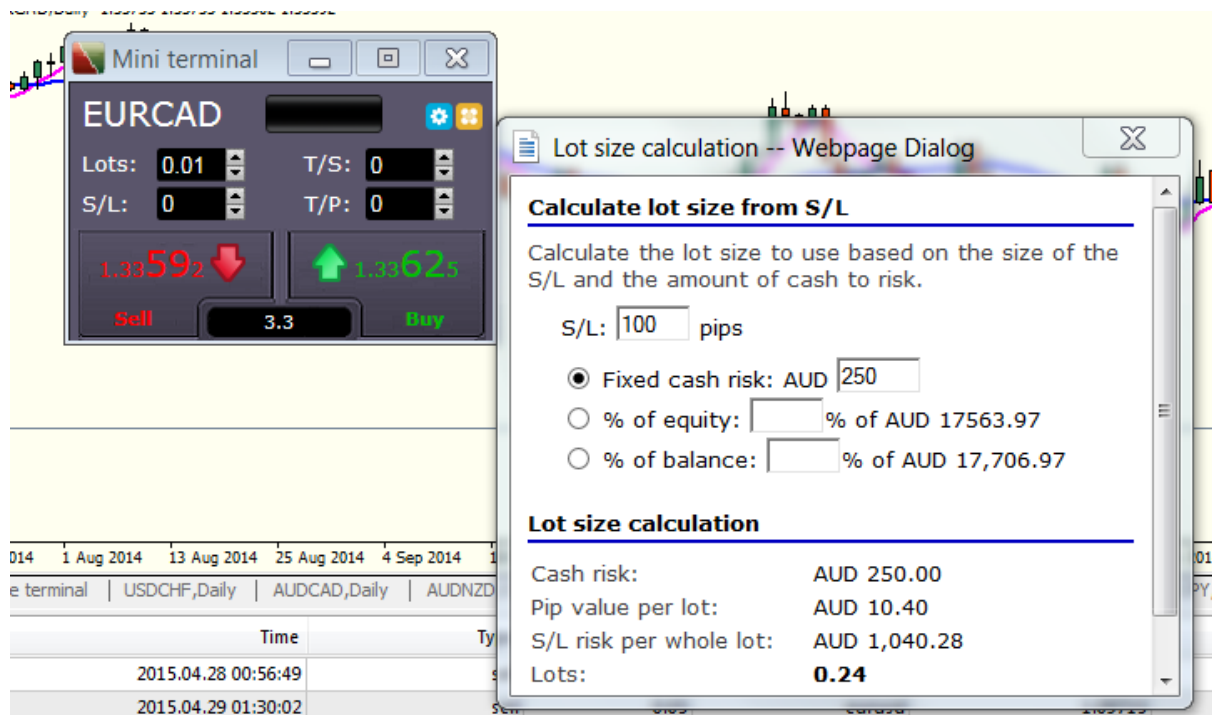 Mini terminal
EURCAD
Lots: 0.01 T/S: 0
S/L: 0 T/P: 0
1.33592 1.33625
Sell 3.3 Buy
Lot size calculation -- Webpage Dialog
Calculate lot size from S/L
Calculate the lot size to use based on the size of the
S/L and the amount of cash to risk.
S/L: 100 pips
Fixed cash risk: AUD 250
% of equity: % of AUD 17563.97
% of balance: % of AUD 17,706.97
Lot size calculation
Cash risk: AUD 250.00
Pip value per lot: AUD 10.40
S/L risk per whole lot: AUD 1,040.28
Lots: 0.24
014 1 Aug 2014 13 Aug 2014 25 Aug 2014 4 Sep 2014
e terminal | USDCHF,Daily | AUDCAD,Daily | AUDNZD
Time Ty
2015.04.28 00:56:49
2015.04.29 01:30:02